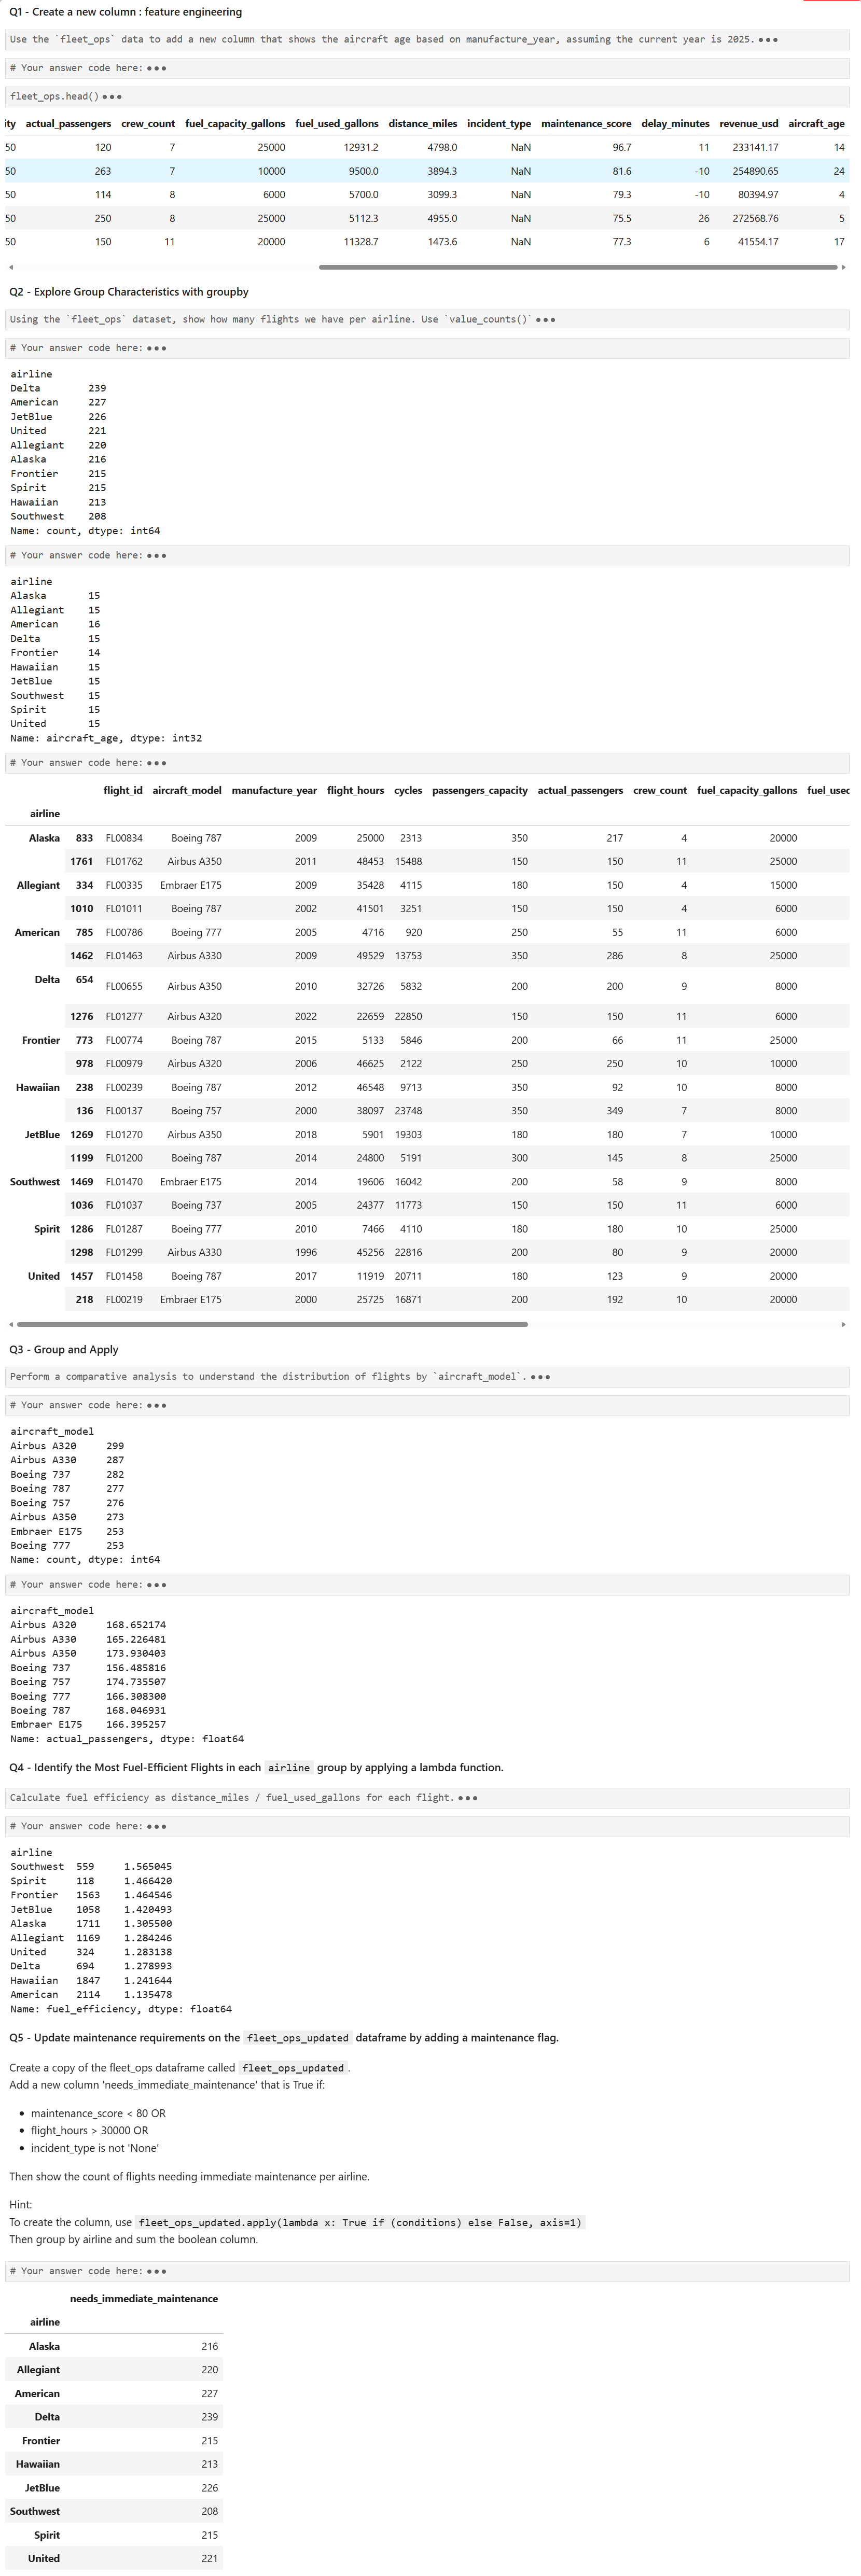 Q1 - Create a new column : feature engineering
Use the `fleet_ops` data to add a new column that shows the aircraft age based on manufacture_year, assuming the current year is 2025. •••
# Your answer code here: •••
fleet_ops.head() •••
ity actual_passengers crew_count fuel_capacity_gallons fuel_used_gallons distance_miles incident_type maintenance_score delay_minutes revenue_usd aircraft_age
50 120 7 25000 12931.2 4798.0 NaN 96.7 11 233141.17 14
50 263 7 10000 9500.0 3894.3 NaN 81.6 -10 254890.65 24
50 114 8 6000 5700.0 3099.3 NaN 79.3 -10 80394.97 4
50 250 8 25000 5112.3 4955.0 NaN 75.5 26 272568.76 5
50 150 11 20000 11328.7 1473.6 NaN 77.3 6 41554.17 17
Q2 - Explore Group Characteristics with groupby
Using the `fleet_ops` dataset, show how many flights we have per airline. Use `value_counts()` •••
# Your answer code here: •••
airline
Delta 239
American 227
JetBlue 226
United 221
Allegiant 220
Alaska 216
Frontier 215
Spirit 215
Hawaiian 213
Southwest 208
Name: count, dtype: int64
# Your answer code here: •••
airline
Alaska 15
Allegiant 15
American 16
Delta 15
Frontier 14
Hawaiian 15
JetBlue 15
Southwest 15
Spirit 15
United 15
Name: aircraft_age, dtype: int32
# Your answer code here: •••
flight_id aircraft_model manufacture_year flight_hours cycles passengers_capacity actual_passengers crew_count fuel_capacity_gallons fuel_used
airline
Alaska 833 FL00834 Boeing 787 2009 25000 2313 350 217 4 20000
1761 FL01762 Airbus A350 2011 48453 15488 150 150 11 25000
Allegiant 334 FL00335 Embraer E175 2009 35428 4115 180 150 4 15000
1010 FL01011 Boeing 787 2002 41501 3251 150 150 4 6000
American 785 FL00786 Boeing 777 2005 4716 920 250 55 11 6000
1462 FL01463 Airbus A330 2009 49529 13753 350 286 8 25000
Delta 654 FL00655 Airbus A350 2010 32726 5832 200 200 9 8000
1276 FL01277 Airbus A320 2022 22659 22850 150 150 11 6000
Frontier 773 FL00774 Boeing 787 2015 5133 5846 200 66 11 25000
978 FL00979 Airbus A320 2006 46625 2122 250 250 10 10000
Hawaiian 238 FL00239 Boeing 787 2012 46548 9713 350 92 10 8000
136 FL00137 Boeing 757 2000 38097 23748 350 349 7 8000
JetBlue 1269 FL01270 Airbus A350 2018 5901 19303 180 180 7 10000
1199 FL01200 Boeing 787 2014 24800 5191 300 145 8 25000
Southwest 1469 FL01470 Embraer E175 2014 19606 16042 200 58 9 8000
1036 FL01037 Boeing 737 2005 24377 11773 150 150 11 6000
Spirit 1286 FL01287 Boeing 777 2010 7466 4110 180 180 10 25000
1298 FL01299 Airbus A330 1996 45256 22816 200 80 9 20000
United 1457 FL01458 Boeing 787 2017 11919 20711 180 123 9 20000
218 FL00219 Embraer E175 2000 25725 16871 200 192 10 20000
Q3 - Group and Apply
Perform a comparative analysis to understand the distribution of flights by `aircraft_model`. •••
# Your answer code here: •••
aircraft_model
Airbus A320 299
Airbus A330 287
Boeing 737 282
Boeing 787 277
Boeing 757 276
Airbus A350 273
Embraer E175 253
Boeing 777 253
Name: count, dtype: int64
# Your answer code here: •••
aircraft_model
Airbus A320 168.652174
Airbus A330 165.226481
Airbus A350 173.930403
Boeing 737 156.485816
Boeing 757 174.735507
Boeing 777 166.308300
Boeing 787 168.046931
Embraer E175 166.395257
Name: actual_passengers, dtype: float64
Q4 - Identify the Most Fuel-Efficient Flights in each airline group by applying a lambda function.
Calculate fuel efficiency as distance_miles / fuel_used_gallons for each flight. •••
# Your answer code here: •••
airline
Southwest 559 1.565045
Spirit 118 1.466420
Frontier 1563 1.464546
JetBlue 1058 1.420493
Alaska 1711 1.305500
Allegiant 1169 1.284246
United 324 1.283138
Delta 694 1.278993
Hawaiian 1847 1.241644
American 2114 1.135478
Name: fuel_efficiency, dtype: float64
Q5 - Update maintenance requirements on the fleet_ops_updated dataframe by adding a maintenance flag.
Create a copy of the fleet_ops dataframe called fleet_ops_updated.
Add a new column 'needs_immediate_maintenance' that is True if:
• maintenance_score < 80 OR
• flight_hours > 30000 OR
• incident_type is not 'None'
Then show the count of flights needing immediate maintenance per airline.
Hint:
To create the column, use fleet_ops_updated.apply(lambda x: True if (conditions) else False, axis=1)
Then group by airline and sum the boolean column.
# Your answer code here: •••
needs_immediate_maintenance
airline
Alaska 216
Allegiant 220
American 227
Delta 239
Frontier 215
Hawaiian 213
JetBlue 226
Southwest 208
Spirit 215
United 221